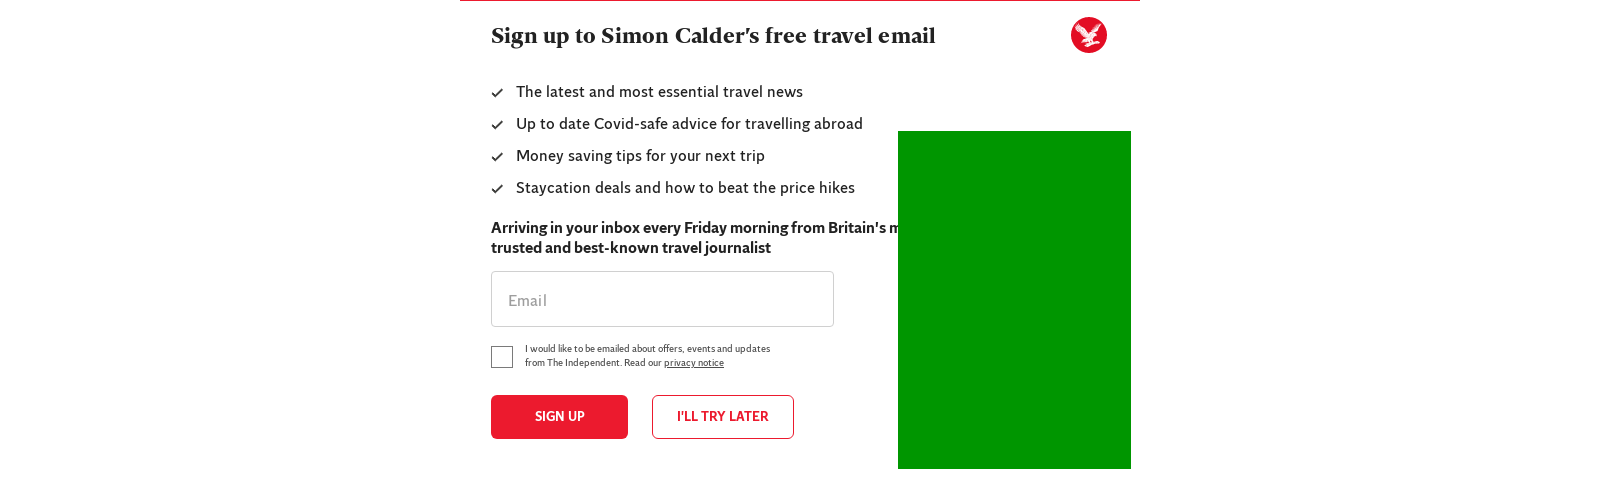 Sign up to Simon Calder’s free travel email
The latest and most essential travel news
Up to date Covid-safe advice for travelling abroad
Money saving tips for your next trip
Staycation deals and how to beat the price hikes
Arriving in your inbox every Friday morning from Britain's
trusted and best-known travel journalist
Email
I would like to be emailed about offers, events and updates
from The Independent. Read our privacy notice
SIGN UP
I'LL TRY LATER